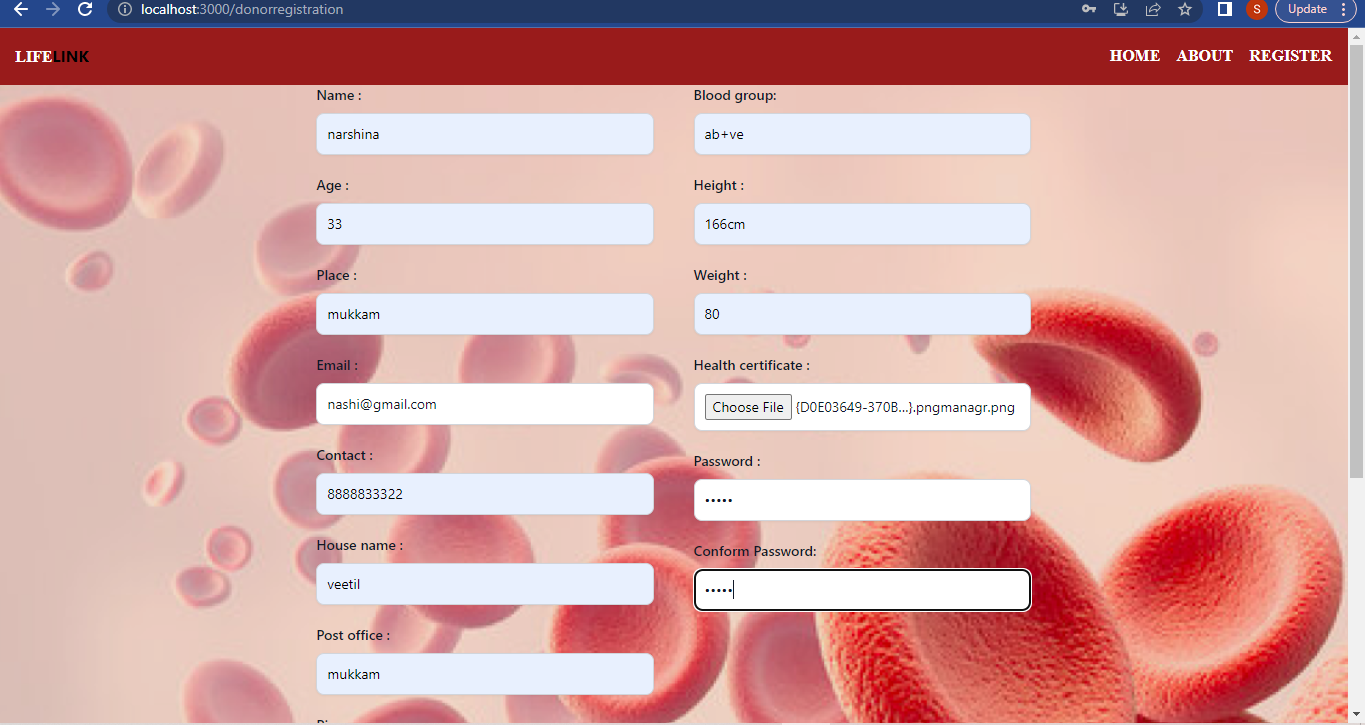 localhost:3000/donorregistration
S
Update
LIFELINK
HOME ABOUT REGISTER
Name :
narshina
Age :
33
Place :
mukkam
Email :
nashi@gmail.com
Contact :
8888833322
House name :
veetil
Post office :
mukkam
Blood group:
ab+ve
Height :
166cm
Weight :
80
Health certificate :
Choose File {D0E03649-370B...}.pngmanagr.png
Password :
•••••
Conform Password:
•••••